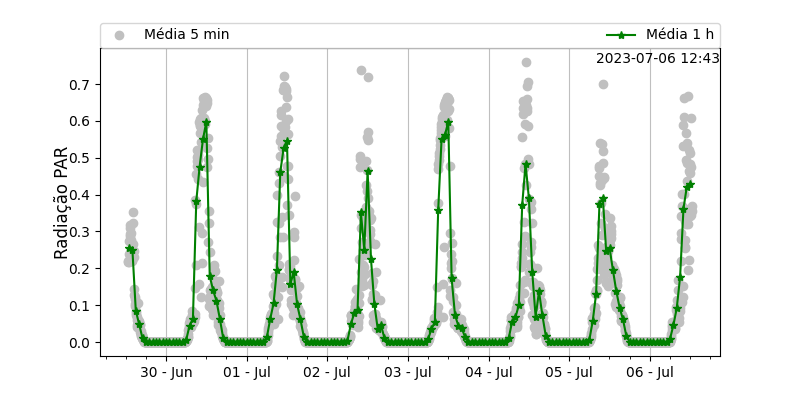 Média 5 min
Média 1 h
2023-07-06 12:43
Radiação PAR
0.7
0.6
0.5
0.4
0.3
0.2
0.1
0.0
30 - Jun
01 - Jul
02 - Jul
03 - Jul
04 - Jul
05 - Jul
06 - Jul